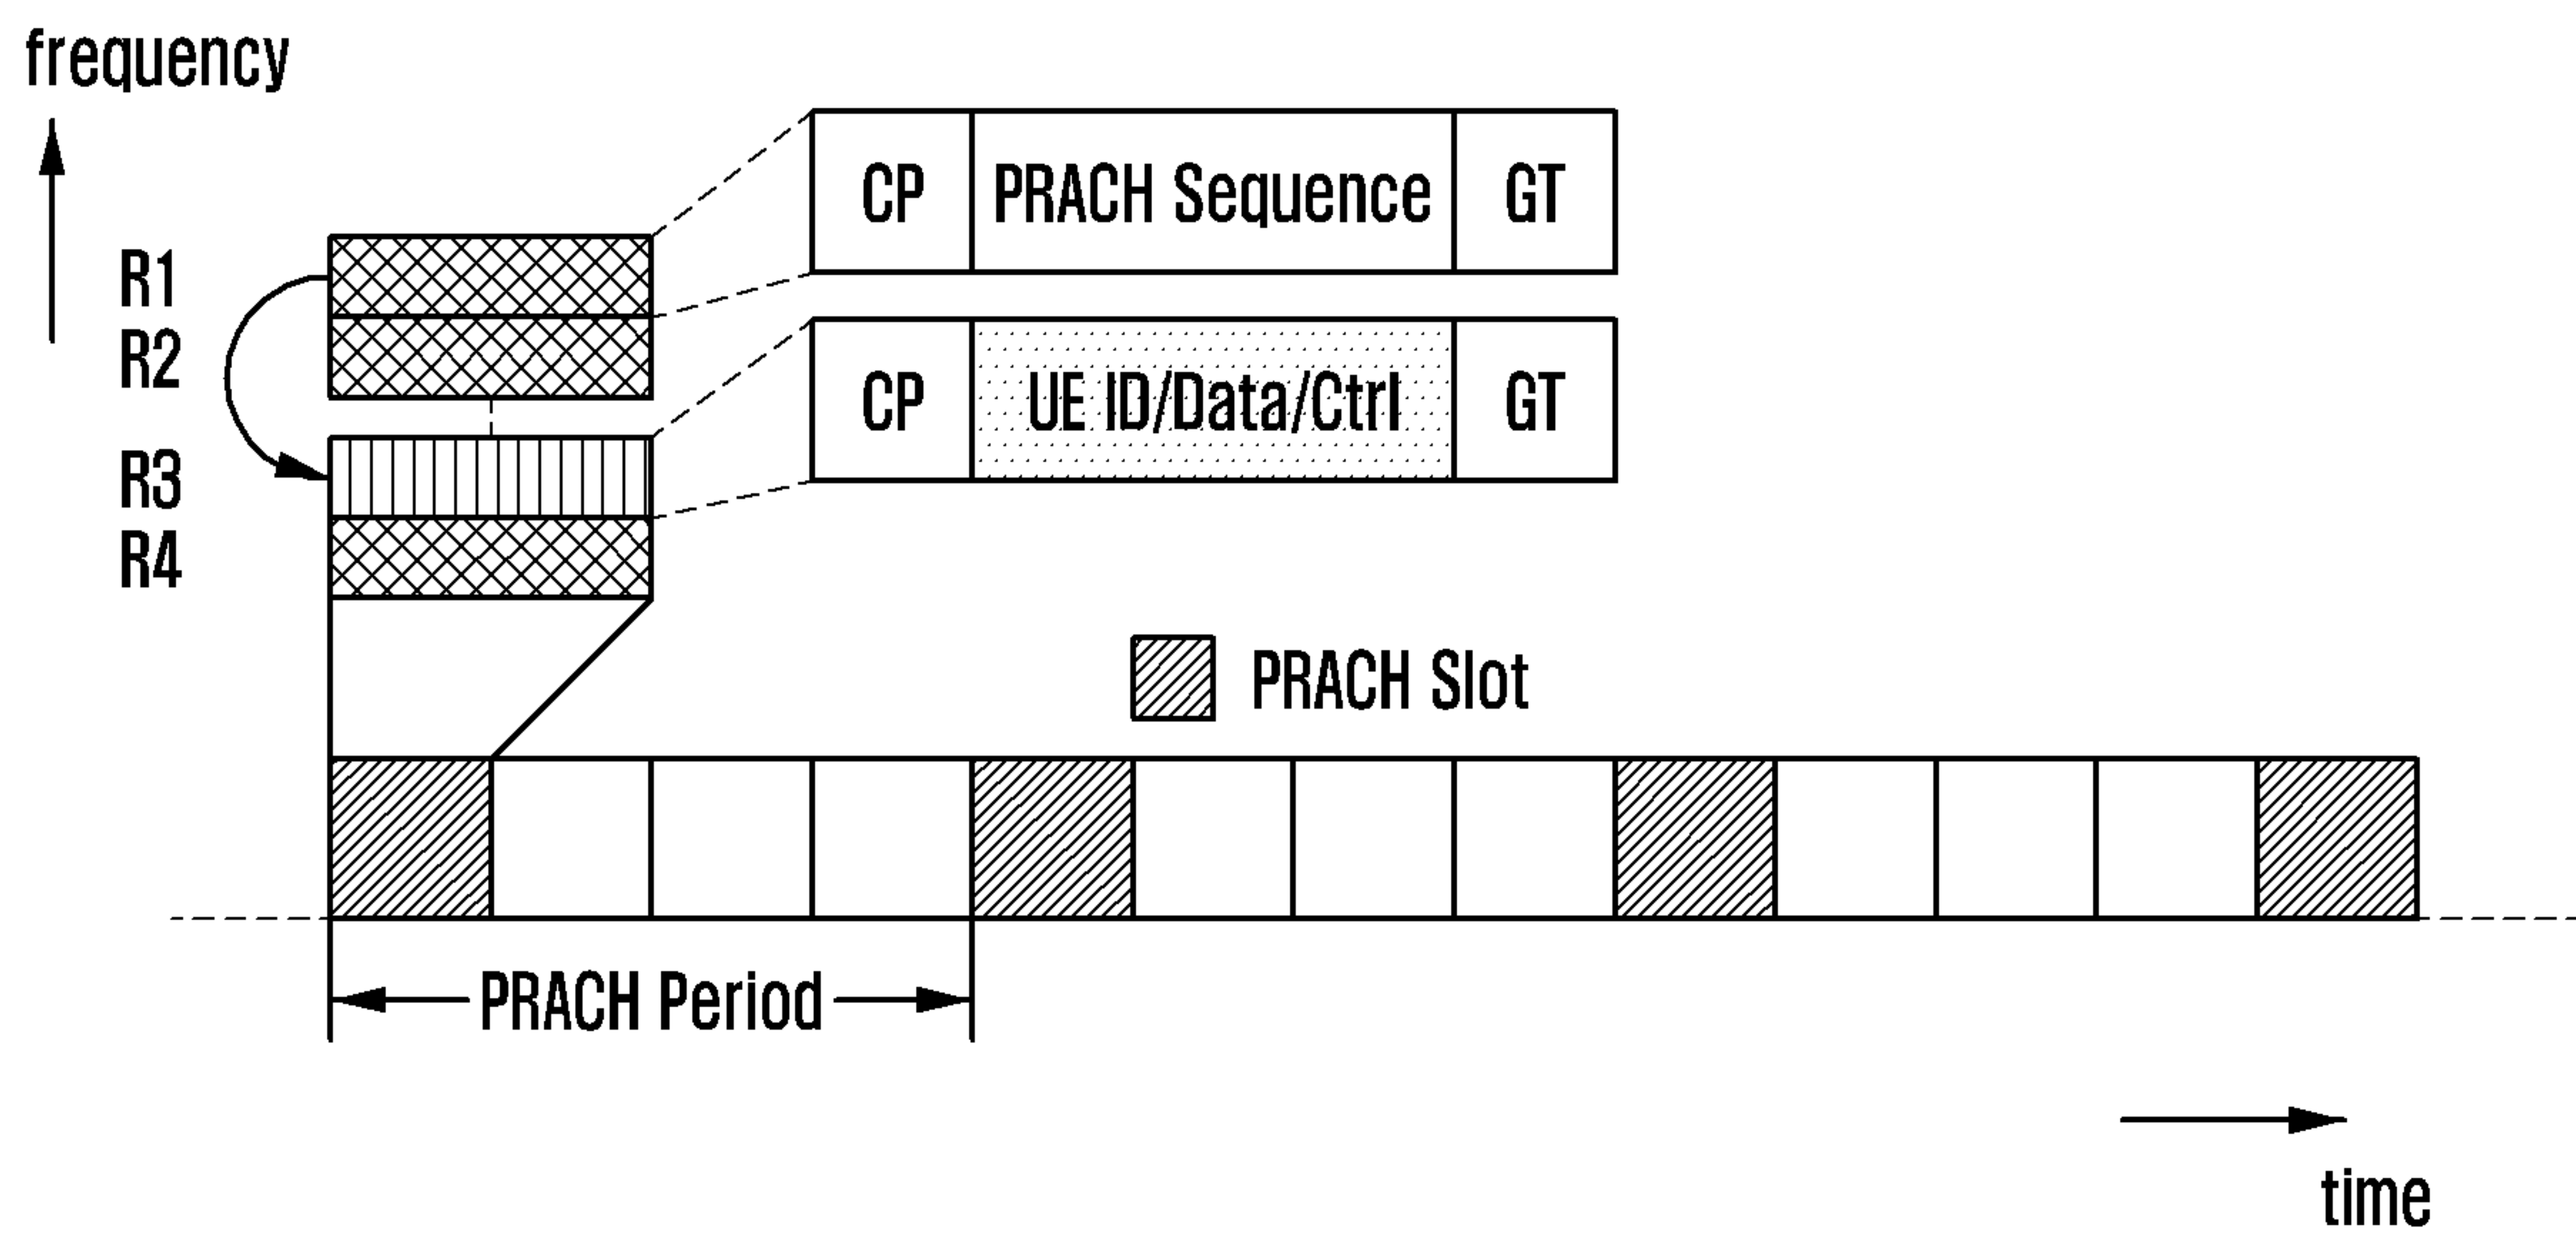 frequency
CP PRACH Sequence GT
R1
R2
CP UE ID/Data/Ctrl GT
R3
R4
PRACH Slot
PRACH Period
time